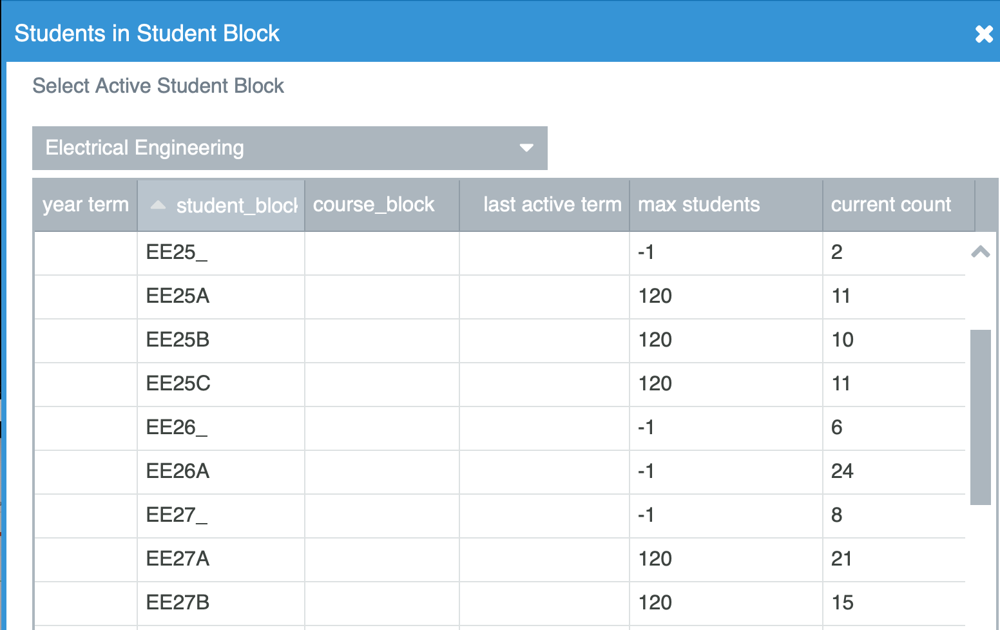 Students in Student Block
Select Active Student Block
Electrical Engineering
year term student_block course_block last active term max students current count
EE25_ -1 2
EE25A 120 11
EE25B 120 10
EE25C 120 11
EE26_ -1 6
EE26A -1 24
EE27_ -1 8
EE27A 120 21
EE27B 120 15